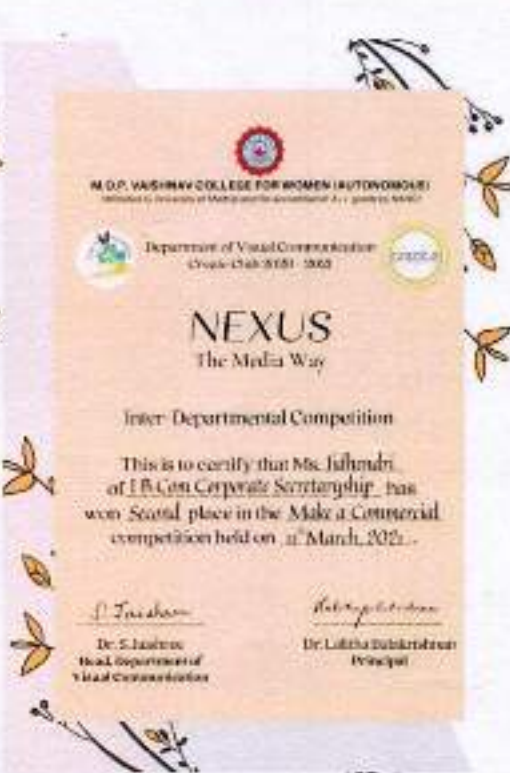 M.O.P. VAISHNAV COLLEGE FOR WOMEN (AUTONOMOUS)
Department of Visual Communication
NEXUS
The Media Way
Inter-Departmental Competition
This is to certify that Ms.
of I B.Com Corporate Secretaryship has
won Second place in the Make a Commercial
competition held on 11th March, 202
Dr. S. Jaishree
Head, Department of
Visual Communication
Dr. Lalitha Balakrishnan
Principal